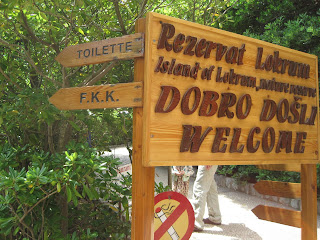 TOILETTE
F.K.K.
Rezervat Lokrum
Island of Lokrum, nature reserve
DOBRO DOŠLI
WELCOME